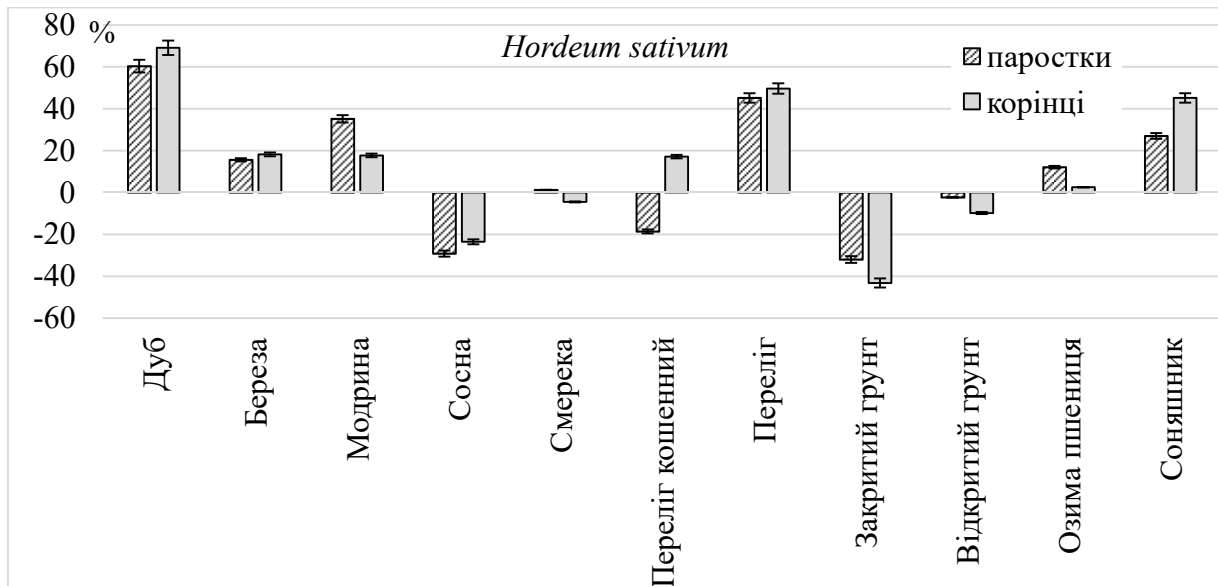 80
%
Hordeum sativum
паростки
60
корінці
40
20
0
-20
-40
-60
Дуб
Береза
Модрина
Сосна
Смерека
Переліг кошенний
Переліг
Закритий грунт
Відкритий грунт
Озима пшениця
Соняшник